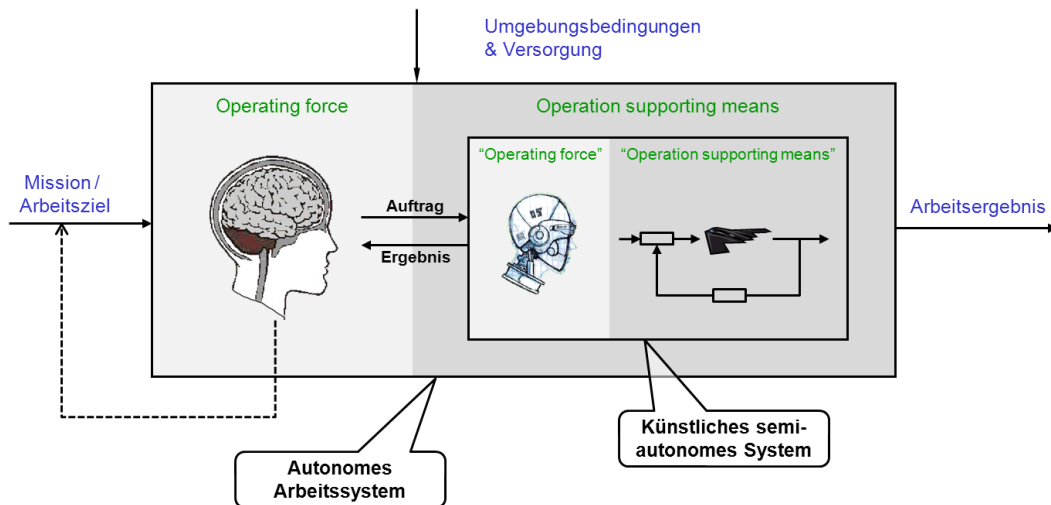 Umgebungsbedingungen
& Versorgung
Operating force
Operation supporting means
“Operating force”
“Operation supporting means”
Mission /
Arbeitsziel
Auftrag
Ergebnis
Arbeitsergebnis
Künstliches semi-
autonomes System
Autonomes
Arbeitssystem